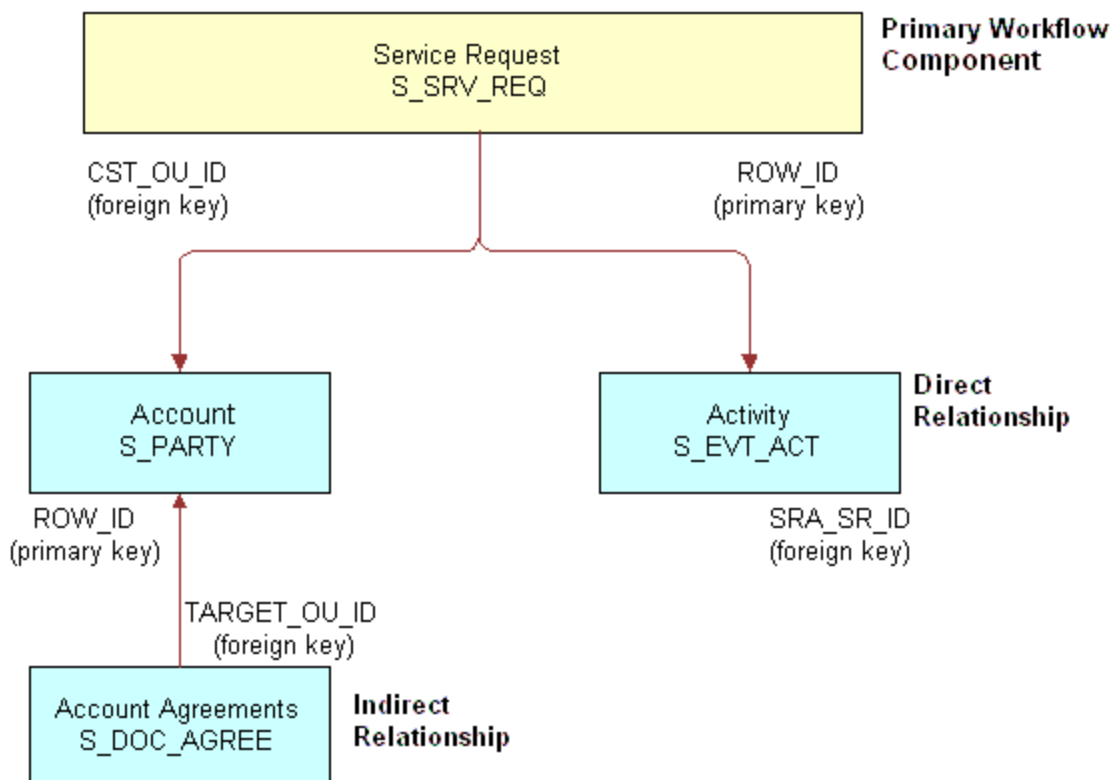 Service Request
S_SRV_REQ
Primary Workflow
Component
CST_OU_ID
(foreign key)
ROW_ID
(primary key)
Account
S_PARTY
Activity
S_EVT_ACT
Direct
Relationship
ROW_ID
(primary key)
SRA_SR_ID
(foreign key)
TARGET_OU_ID
(foreign key)
Account Agreements
S_DOC_AGREE
Indirect
Relationship